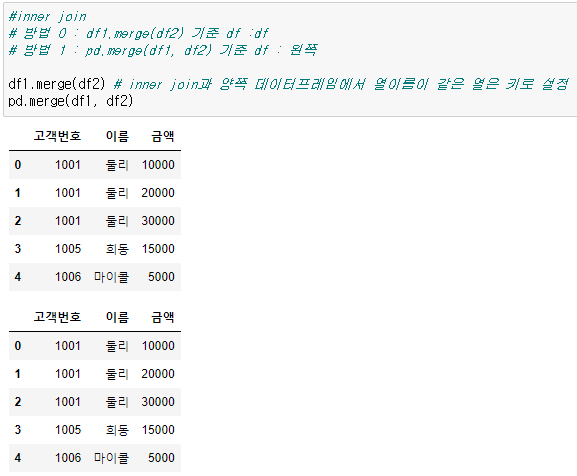 #inner join
# 방법 0 : df1.merge(df2) 기준 df :df
# 방법 1 : pd.merge(df1, df2) 기준 df : 왼쪽
df1.merge(df2) # inner join과 양쪽 데이터프레임에서 열이름이 같은 열은 키로 설정
pd.merge(df1, df2)
고객번호 이름 금액
0 1001 둘리 10000
1 1001 둘리 20000
2 1001 둘리 30000
3 1005 희동 15000
4 1006 마이콜 5000
고객번호 이름 금액
0 1001 둘리 10000
1 1001 둘리 20000
2 1001 둘리 30000
3 1005 희동 15000
4 1006 마이콜 5000